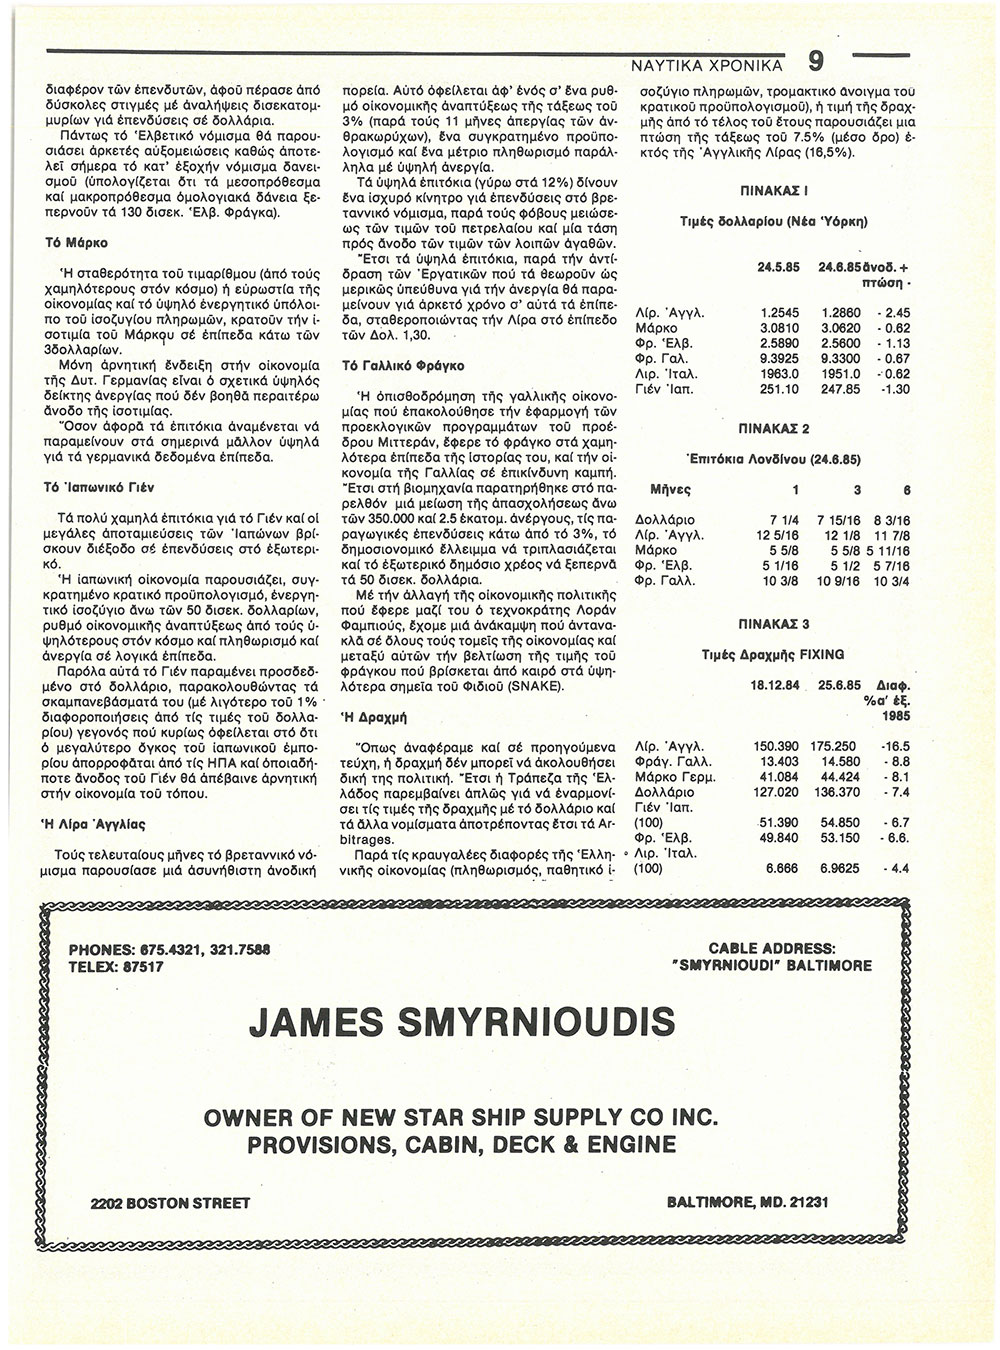 ΝΑΥΤΙΚΑ ΧΡΟΝΙΚΑ 9
διαφέρον τῶν ἐπενδυτῶν, ἀφοῦ πέρασε ἀπό
δύσκολες στιγμές μέ ἀναλήψεις δισεκατομ-
μυρίων γιά ἐπενδύσεις σέ δολλάρια.
Πάντως τό Ἑλβετικό νόμισμα θά παρου-
σιάσει ἀρκετές αὐξομειώσεις καθώς ἀποτε-
λεῖ σήμερα τό κατ' ἐξοχήν νόμισμα δανει-
σμοῦ (ὑπολογίζεται ὅτι τά μεσοπρόθεσμα
καί μακροπρόθεσμα ὁμολογιακά δάνεια ξε-
περνοῦν τά 130 δισεκ. Ἑλβ. Φράγκα).
Τό Μάρκο
Ἡ σταθερότητα τοῦ τιμαρίθμου (ἀπό τούς
χαμηλότερους στόν κόσμο) ἡ εὐρωστία τῆς
οἰκονομίας καί τό ὑψηλό ἐνεργητικό ὑπόλοι-
πο τοῦ ἰσοζυγίου πληρωμῶν, κρατοῦν τήν ἰ-
σοτιμία τοῦ Μάρκου σέ ἐπίπεδα κάτω τῶν
3δολλαρίων.
Μόνη ἀρνητική ἔνδειξη στήν οἰκονομία
τῆς Δυτ. Γερμανίας εἶναι ὁ σχετικά ὑψηλός
δείκτης ἀνεργίας πού δέν βοηθᾶ περαιτέρω
ἄνοδο τῆς ἰσοτιμίας.
Ὅσον ἀφορᾶ τά ἐπιτόκια ἀναμένεται νά
παραμείνουν στά σημερινά μᾶλλον ὑψηλά
γιά τά γερμανικά δεδομένα ἐπίπεδα.
Τό Ἰαπωνικό Γιέν
Τά πολύ χαμηλά ἐπιτόκια γιά τό Γιέν καί οἱ
μεγάλες ἀποταμιεύσεις τῶν Ἰαπώνων βρί-
σκουν διέξοδο σέ ἐπενδύσεις στό ἐξωτερι-
κό.
Ἡ ἰαπωνική οἰκονομία παρουσιάζει, συγ-
κρατημένο κρατικό προϋπολογισμό, ἐνεργη-
τικό ἰσοζύγιο ἄνω τῶν 50 δισεκ. δολλαρίων,
ρυθμό οἰκονομικῆς ἀναπτύξεως ἀπό τούς ὑ-
ψηλότερους στόν κόσμο καί πληθωρισμό καί
ἀνεργία σέ λογικά ἐπίπεδα.
Παρόλα αὐτά τό Γιέν παραμένει προσδεδ-
μένο στό δολλάριο, παρακολουθώντας τά
σκαμπανεβάσματά του (μέ λιγότερο τοῦ 1%
διαφοροποιήσεις ἀπό τίς τιμές τοῦ δολλα-
ρίου) γεγονός πού κυρίως ὀφείλεται στό ὅτι
ὁ μεγαλύτερο ὄγκος τοῦ ἰαπωνικοῦ ἐμπο-
ρίου ἀπορροφᾶται ἀπό τίς ΗΠΑ καί ὁποιαδή-
ποτε ἄνοδος τοῦ Γιέν θά ἀπέβαινε ἀρνητική
στήν οἰκονομία τοῦ τόπου.
Ἡ Λίρα Ἀγγλίας
Τούς τελευταίους μῆνες τό βρεταννικό νό-
μισμα παρουσίασε μιά ἀσυνήθιστη ἀνοδική
πορεία. Αὐτό ὀφείλεται ἀφ' ἑνός σ' ἕνα ρυθ-
μό οἰκονομικῆς ἀναπτύξεως τῆς τάξεως τοῦ
3% (παρά τούς 11 μῆνες ἀπεργίας τῶν ἀν-
θρακωρύχων), ἕνα συγκρατημένο προϋπο-
λογισμό καί ἕνα μέτριο πληθωρισμό παράλ-
ληλα μέ ὑψηλή ἀνεργία.
Τά ὑψηλά ἐπιτόκια (γύρω στά 12%) δίνουν
ἕνα ἰσχυρό κίνητρο γιά ἐπενδύσεις στό βρε-
ταννικό νόμισμα, παρά τούς φόβους μειώσε-
ως τῶν τιμῶν τοῦ πετρελαίου καί μία τάση
πρός ἄνοδο τῶν τιμῶν τῶν λοιπῶν ἀγαθῶν.
Ἔτσι τά ὑψηλά ἐπιτόκια, παρά τήν ἀντί-
δραση τῶν Ἐργατικῶν πού τά θεωροῦν ὡς
μερικῶς ὑπεύθυνα γιά τήν ἀνεργία θά παρα-
μείνουν γιά ἀρκετό χρόνο σ' αὐτά τά ἐπίπε-
δα, σταθεροποιώντας τήν Λίρα στό ἐπίπεδο
τῶν Δολ. 1,30.
Τό Γαλλικό Φράγκο
Ἡ ὀπισθοδρόμηση τῆς γαλλικῆς οἰκονο-
μίας πού ἐπακολούθησε τήν ἐφαρμογή τῶν
προεκλογικῶν προγραμμάτων τοῦ προέ-
δρου Μιττεράν, ἔφερε τό φράγκο στά χαμη-
λότερα ἐπίπεδα τῆς ἱστορίας του, καί τήν οἰ-
κονομία τῆς Γαλλίας σέ ἐπικίνδυνη καμπή.
Ἔτσι στή βιομηχανία παρατηρήθηκε στό πα-
ρελθόν μιά μείωση τῆς ἀπασχολήσεως ἄνω
τῶν 350.000 καί 2.5 ἑκατομ. ἀνέργους, τίς πα-
ραγωγικές ἐπενδύσεις κάτω ἀπό τό 3%, τό
δημοσιονομικό ἔλλειμμα νά τριπλασιάζεται
καί τό ἐξωτερικό δημόσιο χρέος νά ξεπερνᾶ
τά 50 δισεκ. δολλάρια.
Μέ τήν ἀλλαγή τῆς οἰκονομικῆς πολιτικῆς
πού ἔφερε μαζί του ὁ τεχνοκράτης Λοράν
Φαμπιούς, ἔχομε μιά ἀνάκαμψη πού ἀντανα-
κλᾶ σέ ὅλους τούς τομεῖς τῆς οἰκονομίας καί
μεταξύ αὐτῶν τήν βελτίωση τῆς τιμῆς τοῦ
φράγκου πού βρίσκεται ἀπό καιρό στά ὑψη-
λότερα σημεῖα τοῦ Φιδιοῦ (SNAKE).
Ἡ Δραχμή
Ὅπως ἀναφέραμε καί σέ προηγούμενα
τεύχη, ἡ δραχμή δέν μπορεῖ νά ἀκολουθήσει
δική της πολιτική. Ἔτσι ἡ Τράπεζα τῆς Ἑλ-
λάδος παρεμβαίνει ἁπλῶς γιά νά ἐναρμονί-
σει τίς τιμές τῆς δραχμῆς μέ τό δολλάριο καί
τά ἄλλα νομίσματα ἀποτρέποντας ἔτσι τά Ar-
bitrages.
Παρά τίς κραυγαλέες διαφορές τῆς Ἑλλη-
νικῆς οἰκονομίας (πληθωρισμός, παθητικό ἰ-
σοζύγιο πληρωμῶν, τρομακτικό ἄνοιγμα τοῦ
κρατικοῦ προϋπολογισμοῦ), ἡ τιμή τῆς δραχ-
μῆς ἀπό τό τέλος τοῦ ἔτους παρουσιάζει μια
πτώση τῆς τάξεως τοῦ 7.5% (μέσο ὅρο) ἐ-
κτός τῆς Ἀγγλικῆς Λίρας (16,5%).
ΠΙΝΑΚΑΣ Ι
Τιμές δολλαρίου (Νέα Ὑόρκη)
24.5.85 24.6.85 ἄνοδ. +
πτώση -
Λίρ. Ἀγγλ. 1.2545 1.2860 - 2.45
Μάρκο 3.0810 3.0620 - 0.62
Φρ. Ἑλβ. 2.5890 2.5600 - 1.13
Φρ. Γαλ. 9.3925 9.3300 - 0.67
Λιρ. Ἰταλ. 1963.0 1951.0 - 0.62
Γιέν Ἰαπ. 251.10 247.85 -1.30
ΠΙΝΑΚΑΣ 2
Ἐπιτόκια Λονδίνου (24.6.85)
Μῆνες 1 3 6
Δολλάριο 7 1/4 7 15/16 8 3/16
Λίρ. Ἀγγλ. 12 5/16 12 1/8 11 7/8
Μάρκο 5 5/8 5 5/8 5 11/16
Φρ. Ἑλβ. 5 1/16 5 1/2 5 7/16
Φρ. Γαλλ. 10 3/8 10 9/16 10 3/4
ΠΙΝΑΚΑΣ 3
Τιμές Δραχμῆς FIXING
18.12.84 25.6.85 Διαφ.
%α' ἑξ.
1985
Λίρ. Ἀγγλ. 150.390 175.250 -16.5
Φράγ. Γαλλ. 13.403 14.580 - 8.8
Μάρκο Γερμ. 41.084 44.424 - 8.1
Δολλάριο 127.020 136.370 - 7.4
Γιέν Ἰαπ.
(100) 51.390 54.850 - 6.7
Φρ. Ἑλβ. 49.840 53.150 - 6.6.
Λιρ. Ἰταλ.
(100) 6.666 6.9625 - 4.4
PHONES: 675.4321, 321.7588
TELEX: 87517
CABLE ADDRESS:
"SMYRNIOUDI" BALTIMORE
JAMES SMYRNIOUDIS
OWNER OF NEW STAR SHIP SUPPLY CO INC.
PROVISIONS, CABIN, DECK & ENGINE
2202 BOSTON STREET
BALTIMORE, MD. 21231